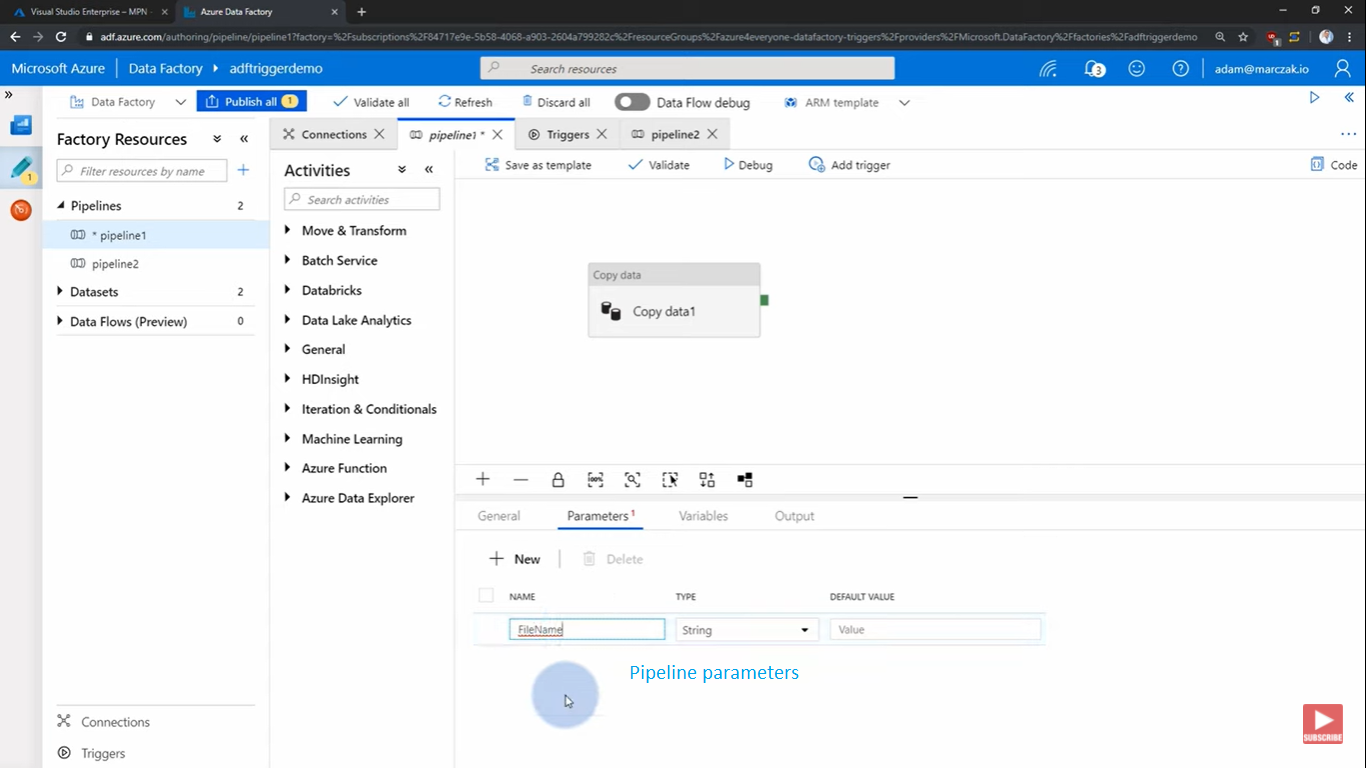 Visual Studio Enterprise – MPN -
Azure Data Factory
adf.azure.com/authoring/pipeline/pipeline1?factory=%2Fsubscriptions%2F84717e9e-5b58-4068-a903-2604a799282c%2FresourceGroups%2Fazure4everyone-datafactory-triggers%2Fproviders%2FMicrosoft.DataFactory%2Ffactories%2Fadftriggerdemo
1
Microsoft Azure
Data Factory
adftriggerdemo
Search resources
3
adam@marczak.io
Data Factory
Publish all
1
Validate all
Refresh
Discard all
Data Flow debug
ARM template
Factory Resources
Connections
pipeline1 *
Triggers
pipeline2
Filter resources by name
Activities
Save as template
Validate
Debug
Add trigger
Code
1
Search activities
Pipelines
2
* pipeline1
pipeline2
Datasets
2
Data Flows (Preview)
0
Move & Transform
Batch Service
Databricks
Data Lake Analytics
General
HDInsight
Iteration & Conditionals
Machine Learning
Azure Function
Azure Data Explorer
Copy data
Copy data1
100%
General
Parameters 1
Variables
Output
New
Delete
NAME
TYPE
DEFAULT VALUE
FileName
String
Value
Pipeline parameters
Connections
Triggers
SUBSCRIBE